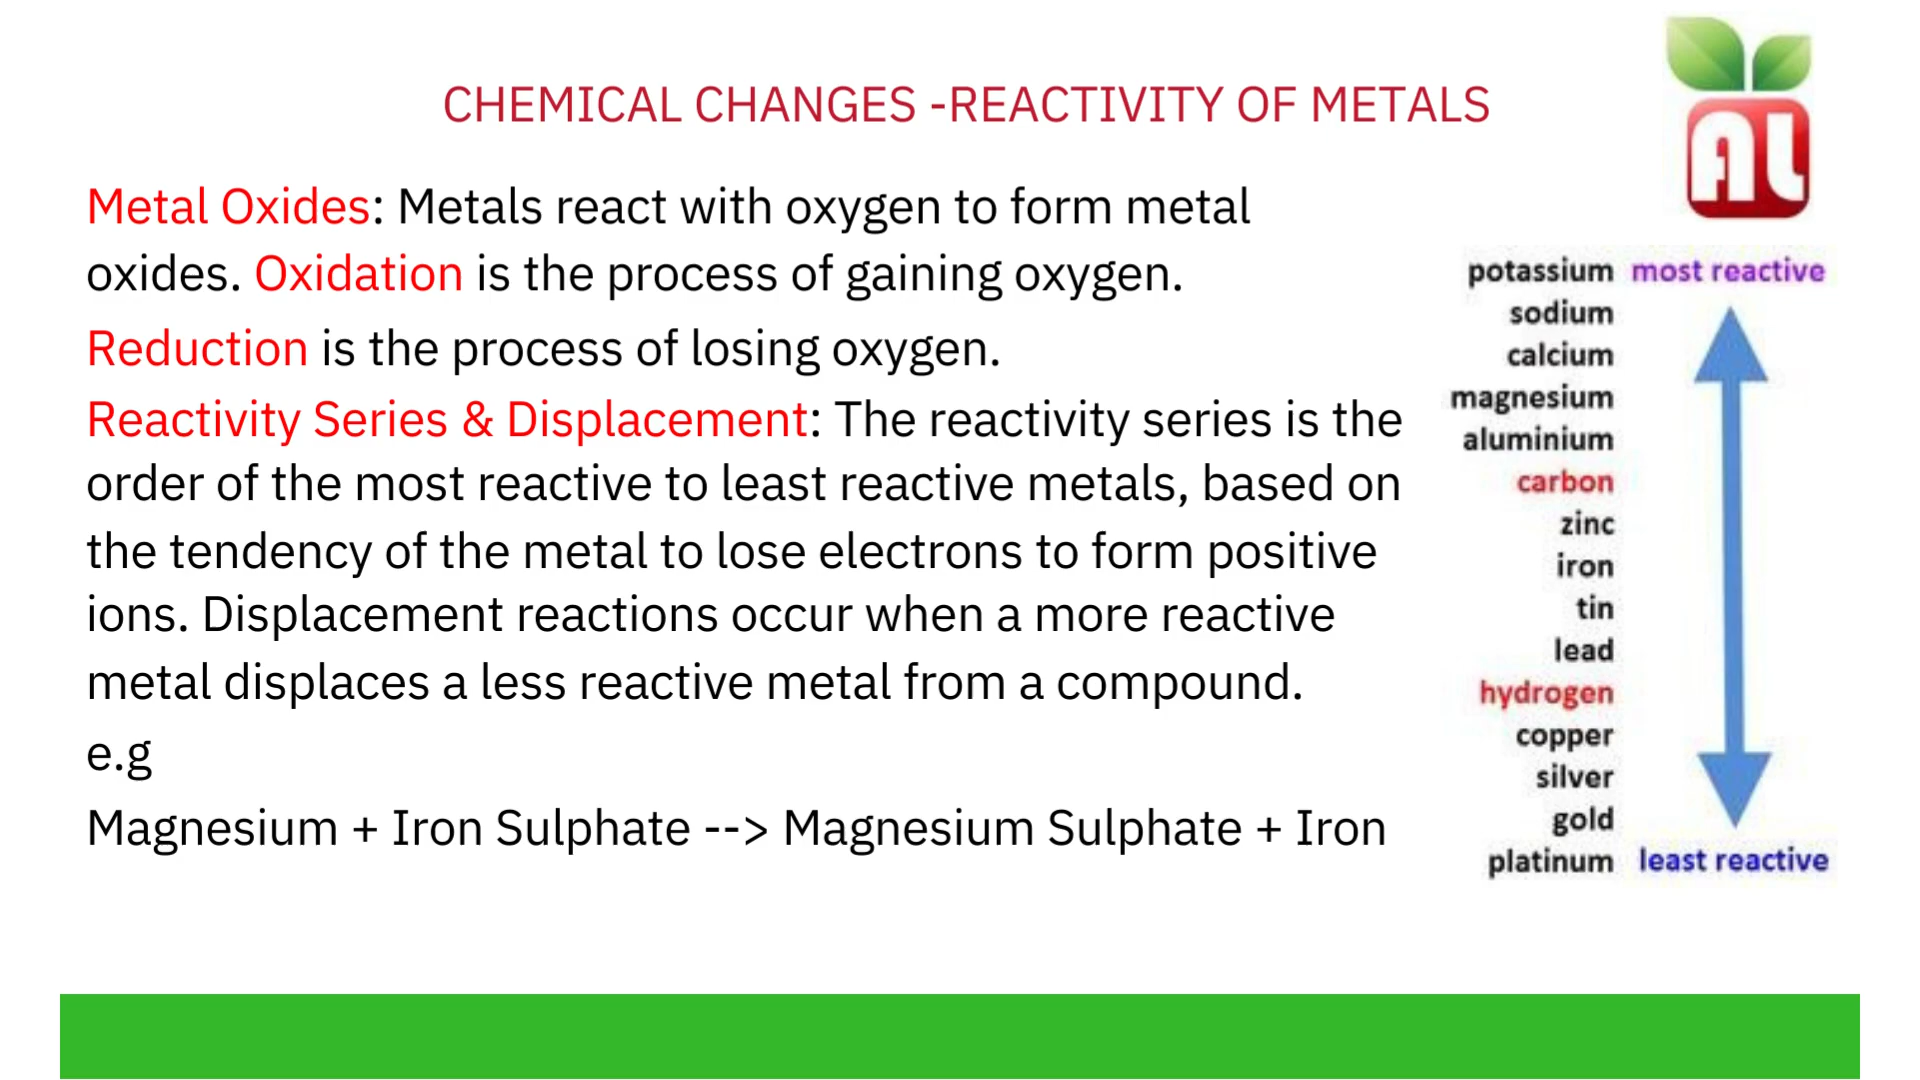 CHEMICAL CHANGES -REACTIVITY OF METALS
AL
Metal Oxides: Metals react with oxygen to form metal
oxides. Oxidation is the process of gaining oxygen.
Reduction is the process of losing oxygen.
Reactivity Series & Displacement: The reactivity series is the
order of the most reactive to least reactive metals, based on
the tendency of the metal to lose electrons to form positive
ions. Displacement reactions occur when a more reactive
metal displaces a less reactive metal from a compound.
e.g
Magnesium + Iron Sulphate --> Magnesium Sulphate + Iron
potassium most reactive
sodium
calcium
magnesium
aluminium
carbon
zinc
iron
tin
lead
hydrogen
copper
silver
gold
platinum least reactive